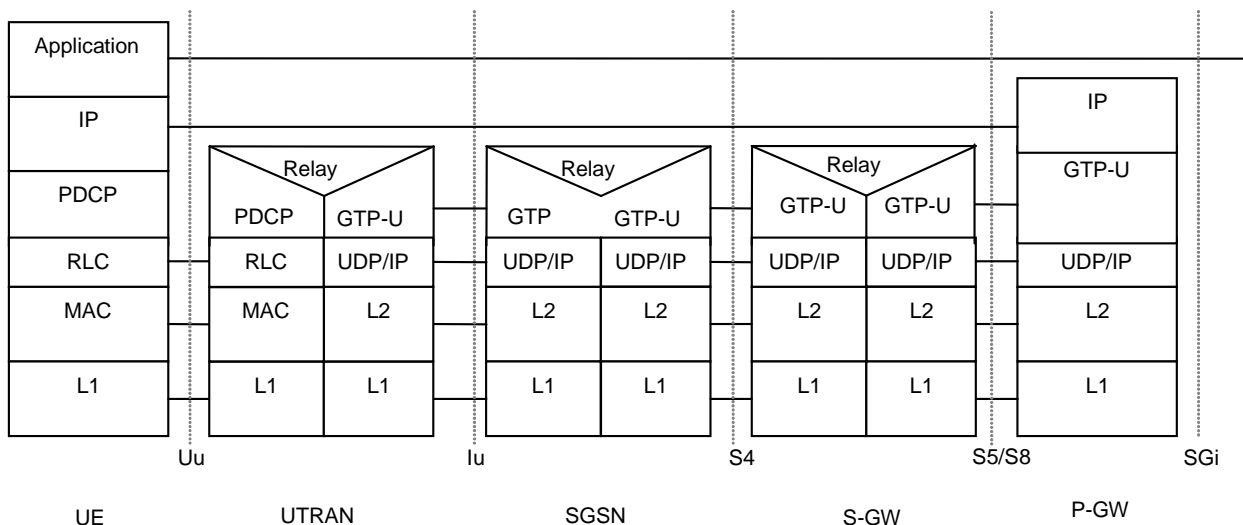 Application
IP
IP
Relay
Relay
Relay
PDCP
PDCP
GTP-U
GTP
GTP-U
GTP-U
GTP-U
GTP-U
RLC
RLC
UDP/IP
UDP/IP
UDP/IP
UDP/IP
UDP/IP
UDP/IP
MAC
MAC
L2
L2
L2
L2
L2
L2
L1
L1
L1
L1
L1
L1
L1
L1
Uu
Iu
S4
S5/S8
SGi
UE
UTRAN
SGSN
S-GW
P-GW